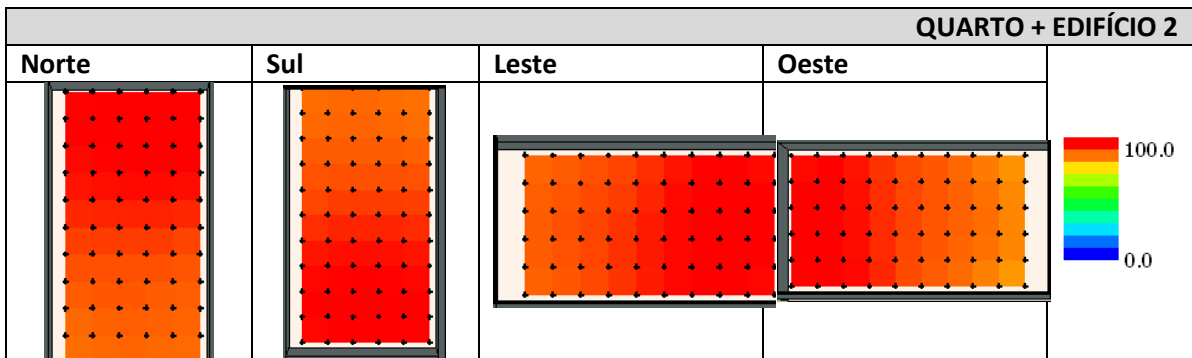 QUARTO + EDIFÍCIO 2
Norte Sul Leste Oeste
100.0
0.0